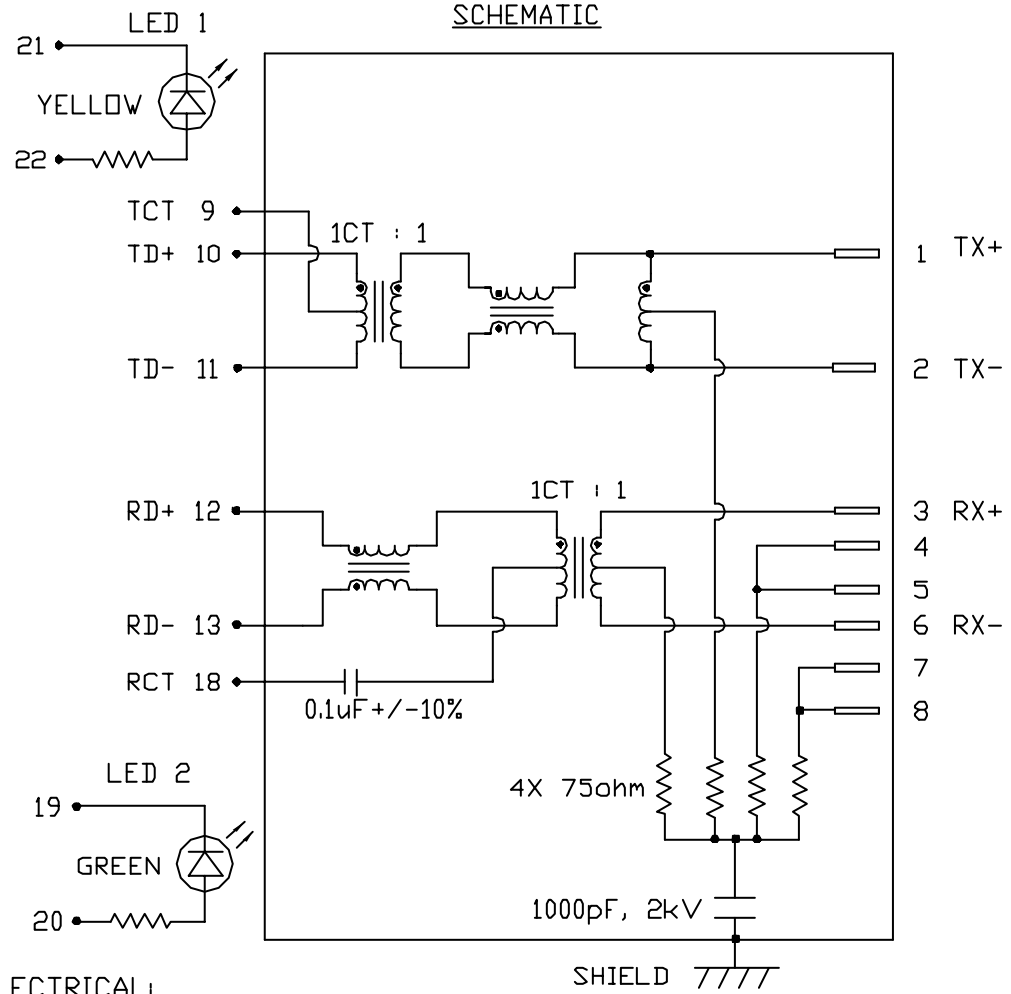 SCHEMATIC
LED 1
21
YELLOW
22
TCT 9
1CT : 1
TD+ 10
1 TX+
TD- 11
2 TX-
1CT : 1
RD+ 12
3 RX+
4
5
RD- 13
6 RX-
7
RCT 18
0.1uF+/-10%
8
LED 2
19
4X 75ohm
GREEN
20
1000pF, 2kV
SHIELD
ECTRICAL: